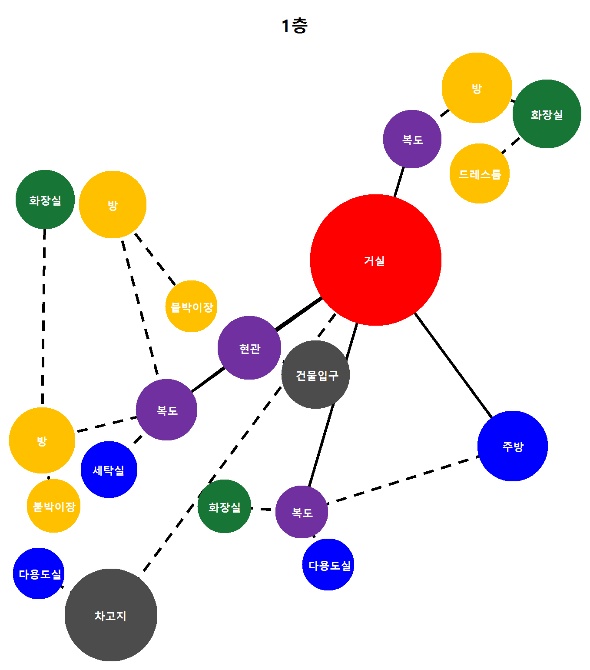 1층
방
화장실
복도
드레스룸
화장실
방
거실
붙박이장
현관
건물입구
복도
방
주방
세탁실
붙박이장
화장실
복도
다용도실
다용도실
차고지